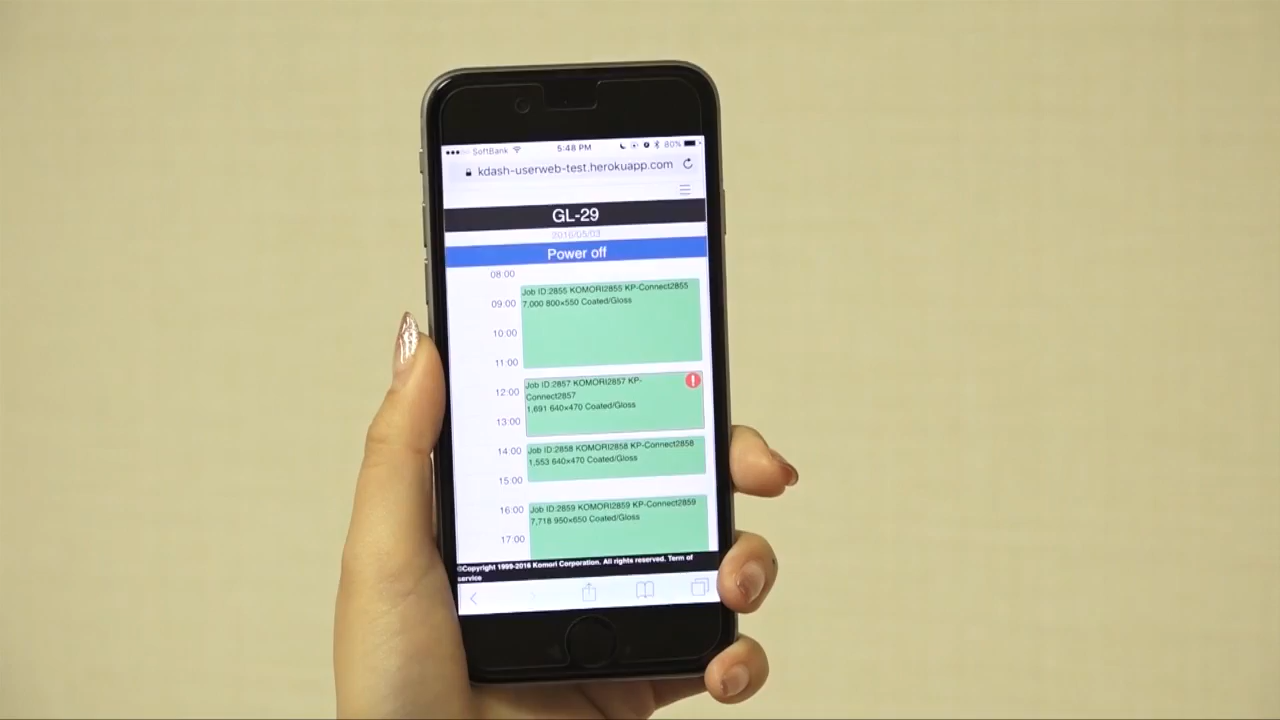 SoftBank 5:48 PM 80%
kdash-userweb-test.herokuapp.com
GL-29
2016/05/03
Power off
08:00
Job ID:2855 KOMORI2855 KP-Connect2855
09:00
7,000 800×550 Coated/Gloss
10:00
11:00
Job ID:2857 KOMORI2857 KP-
12:00
Connect2857
1,691 640×470 Coated/Gloss
13:00
14:00
Job ID:2858 KOMORI2858 KP-Connect2858
1,553 640×470 Coated/Gloss
15:00
16:00
Job ID:2859 KOMORI2859 KP-Connect2859
7,718 950×650 Coated/Gloss
17:00
©Copyright 1999-2016 Komori Corporation. All rights reserved. Term of
service